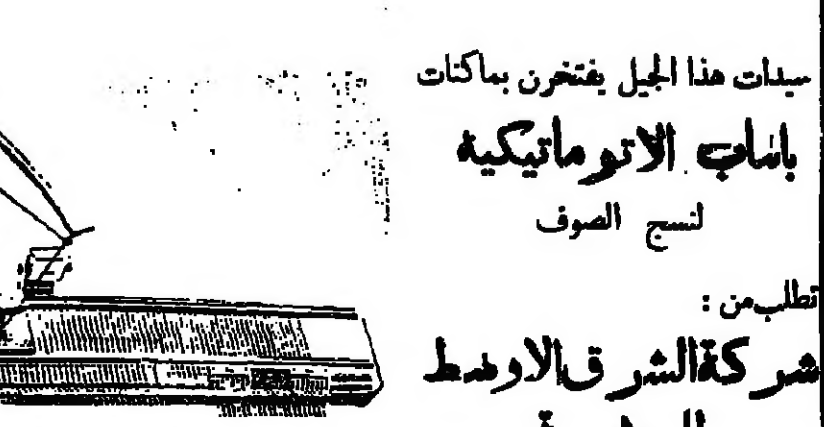 سيدات هذا الجيل يفتخرن بماكنات
باساب الاتوماتيكية
لنسج الصوف
تطلب من :
شركة الشرق الاوسط